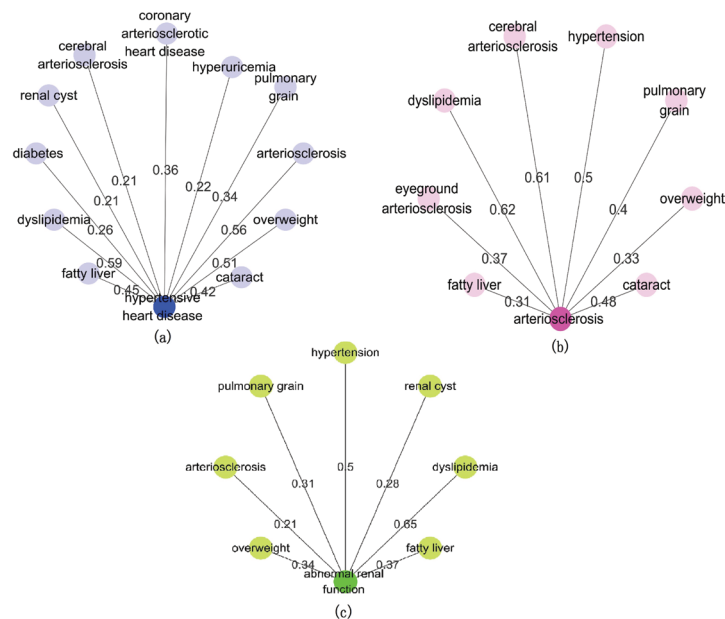 coronary
arteriosclerotic
heart disease
cerebral
arteriosclerosis
hyperuricemia
pulmonary
grain
renal cyst
diabetes
arteriosclerosis
dyslipidemia
overweight
fatty liver
cataract
0.36
0.21
0.22
0.21
0.34
0.26
0.56
0.59
0.51
0.45
0.42
hypertensive
heart disease
(a)
cerebral
arteriosclerosis
hypertension
dyslipidemia
pulmonary
grain
eyeground
arteriosclerosis
overweight
fatty liver
cataract
0.61
0.5
0.62
0.4
0.37
0.33
0.31
0.48
arteriosclerosis
(b)
hypertension
pulmonary grain
renal cyst
arteriosclerosis
dyslipidemia
overweight
fatty liver
0.5
0.31
0.28
0.21
0.65
0.34
0.37
abnormal renal
function
(c)